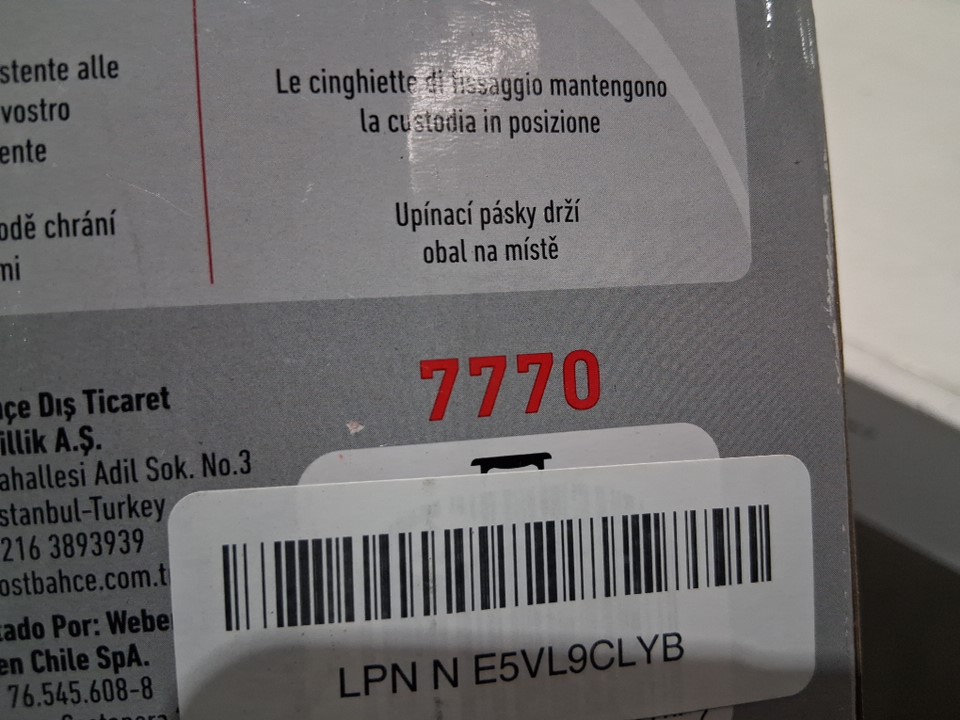 stente alle
vostro
ente
odě chrání
mi
Le cinghiette di fissaggio mantengono
la custodia in posizione
Upínací pásky drží
obal na místě
7770
nçe Dış Ticaret
illik A.Ş.
ahallesi Adil Sok. No.3
stanbul-Turkey
216 3893939
ostbahce.com.t
tado Por: Webe
en Chile SpA.
76.545.608-8
LPN N E5VL9CLYB